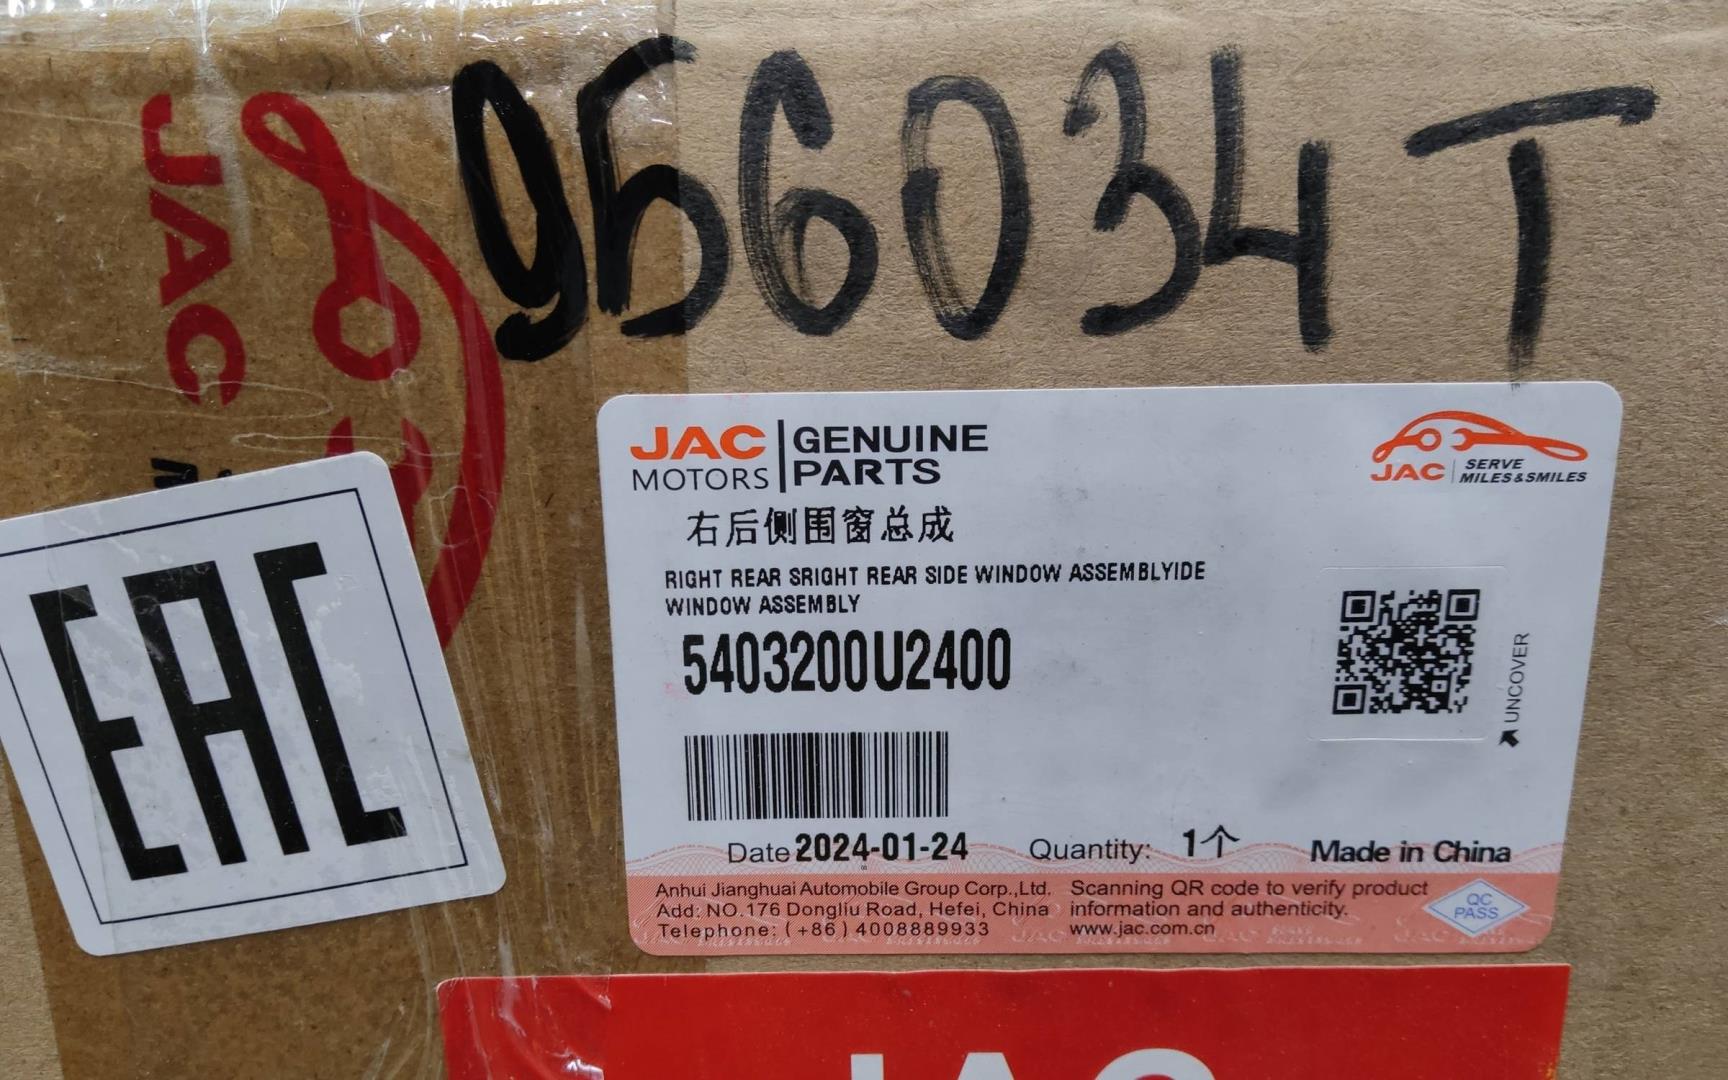 956034 T
JAC
JAC MOTORS GENUINE PARTS
JAC SERVE MILES & SMILES
右后侧围窗总成
RIGHT REAR SRIGHT REAR SIDE WINDOW ASSEMBLYIDE
WINDOW ASSEMBLY
5403200U2400
UNCOVER
EAC
Date 2024-01-24 Quantity: 1个 Made in China
Anhui Jianghuai Automobile Group Corp.,Ltd.
Add: NO.176 Dongliu Road, Hefei, China
Telephone: (+86) 4008889933
Scanning QR code to verify product
information and authenticity.
www.jac.com.cn
QC
PASS
JAC